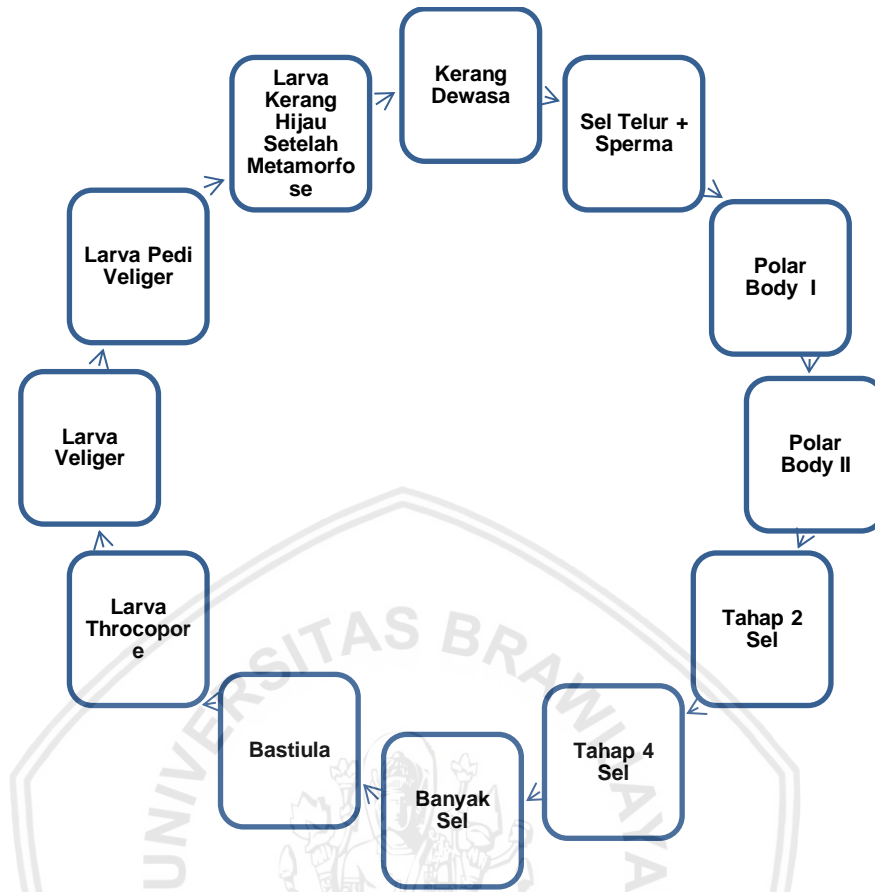 Kerang
Dewasa
Sel Telur +
Sperma
Polar
Body I
Polar
Body II
Tahap 2
Sel
Tahap 4
Sel
Banyak
Sel
Bastiula
Larva
Throcopor
e
Larva
Veliger
Larva Pedi
Veliger
Larva
Kerang
Hijau
Setelah
Metamorfo
se
UNIVERSITAS BRAWIJAYA